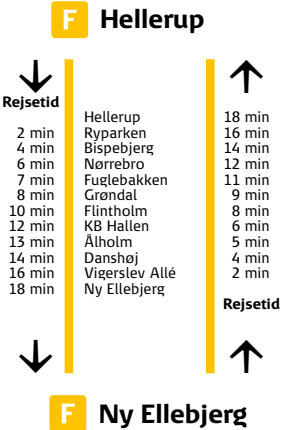 F Hellerup
Rejsetid
Hellerup 18 min
2 min Ryparken 16 min
4 min Bispebjerg 14 min
6 min Nørrebro 12 min
7 min Fuglebakken 11 min
8 min Grøndal 9 min
10 min Flintholm 8 min
12 min KB Hallen 6 min
13 min Ålholm 5 min
14 min Danshøj 4 min
16 min Vigerslev Allé 2 min
18 min Ny Ellebjerg
Rejsetid
F Ny Ellebjerg